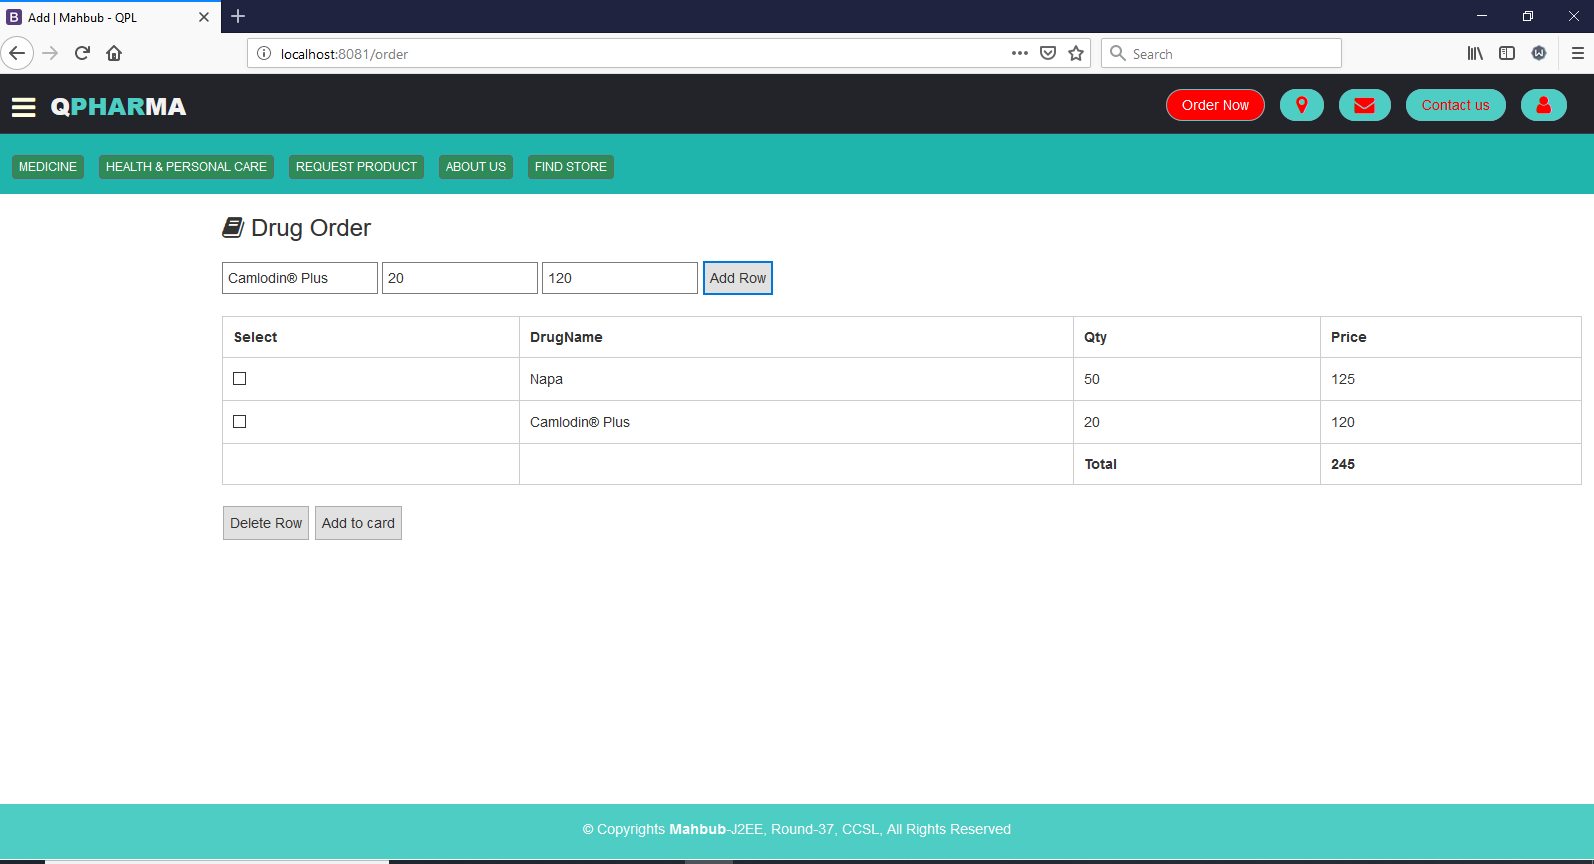 Add | Mahbub - QPL
localhost:8081/order
Search
QPHARMA
Order Now
Contact us
MEDICINE HEALTH & PERSONAL CARE REQUEST PRODUCT ABOUT US FIND STORE
Drug Order
Camlodin® Plus 20 120 Add Row
Select DrugName Qty Price
Napa 50 125
Camlodin® Plus 20 120
Total 245
Delete Row Add to card
© Copyrights Mahbub-J2EE, Round-37, CCSL, All Rights Reserved